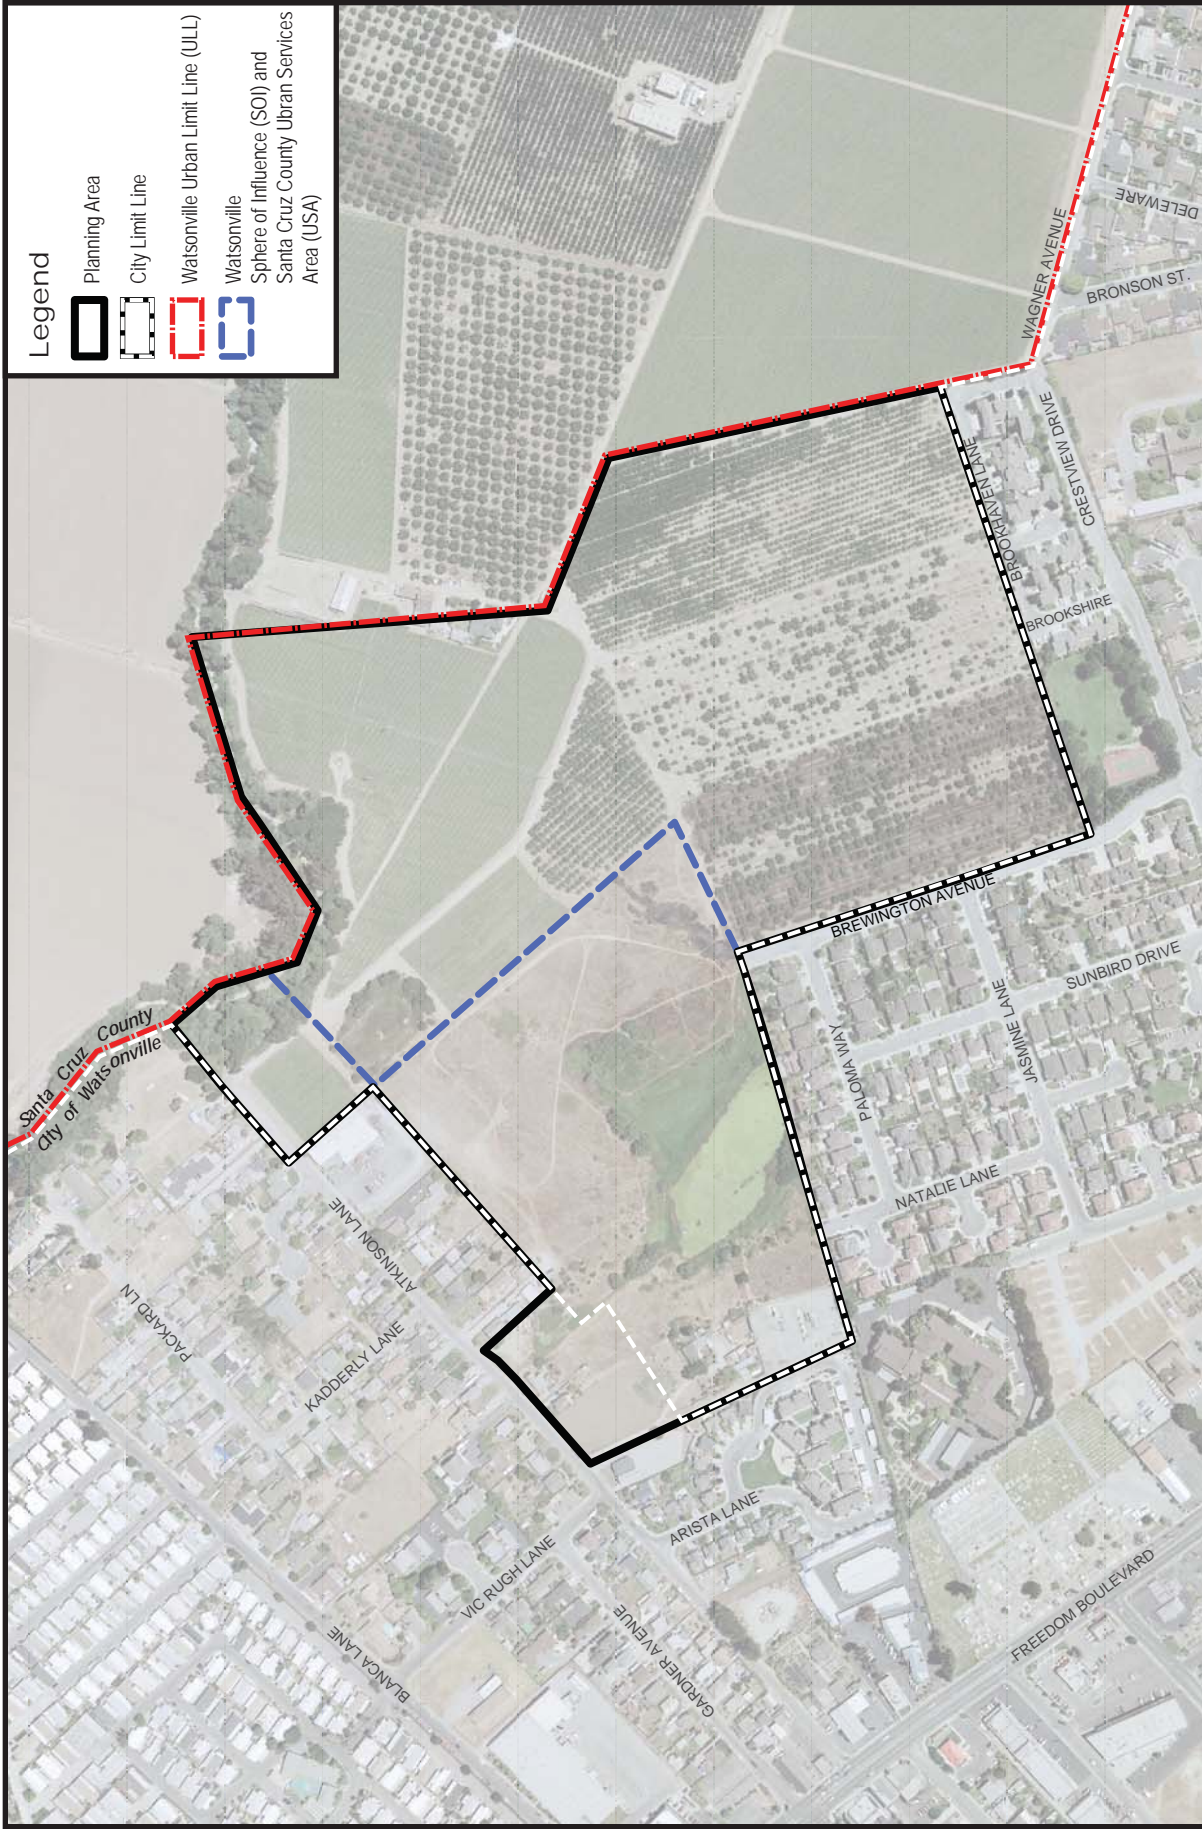 Legend
Planning Area
City Limit Line
Watsonville Urban Limit Line (ULL)
Watsonville
Sphere of Influence (SOI) and
Santa Cruz County Ubran Services
Area (USA)
Santa Cruz County
City of Watsonville
PACKARD LN
ATKINSON LANE
KADDERLY LANE
BLANCA LANE
VIC RUGH LANE
GARDNER AVENUE
ARISTA LANE
FREEDOM BOULEVARD
NATALIE LANE
PALOMA WAY
JASMINE LANE
SUNBIRD DRIVE
BREWINGTON AVENUE
BROOKSHIRE
BROOKHAVEN LANE
CRESTVIEW DRIVE
WAGNER AVENUE
BRONSON ST.
DELEWARE